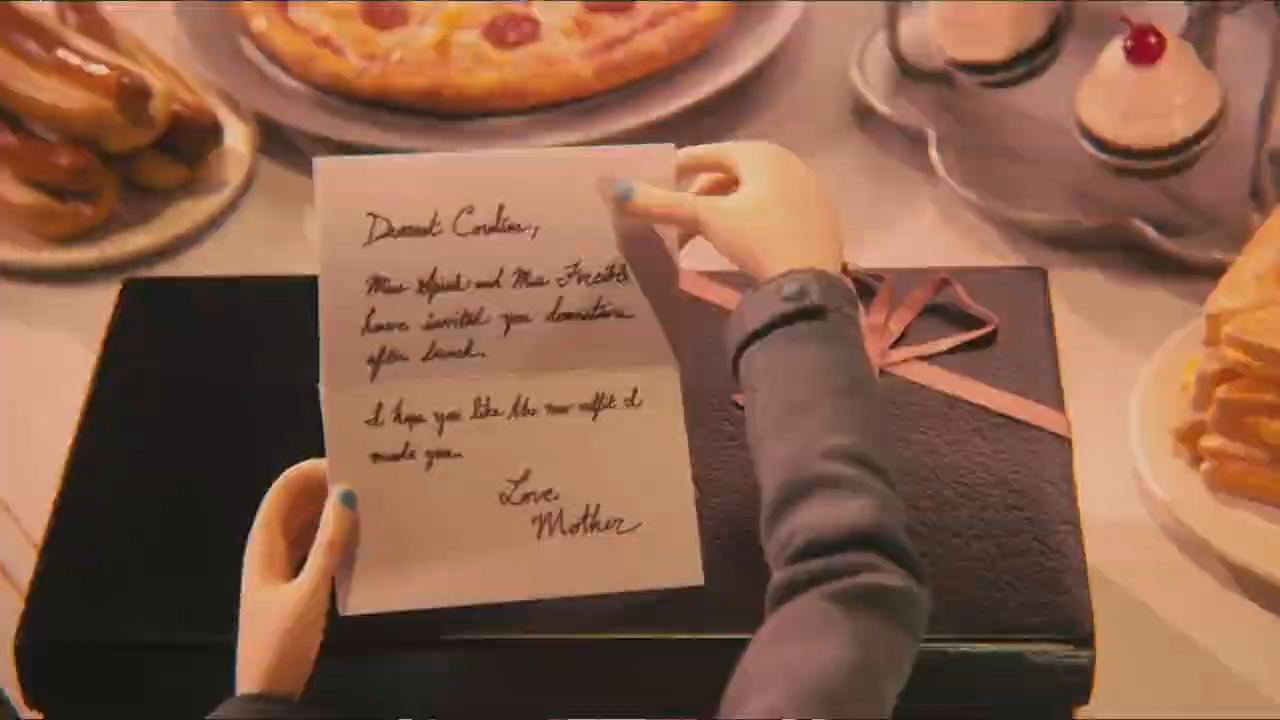 Dearest Coraline,
Miss Spink and Miss Forcible
have invited you downstairs
after lunch.
I hope you like the new outfit I
made you.
Love,
Mother